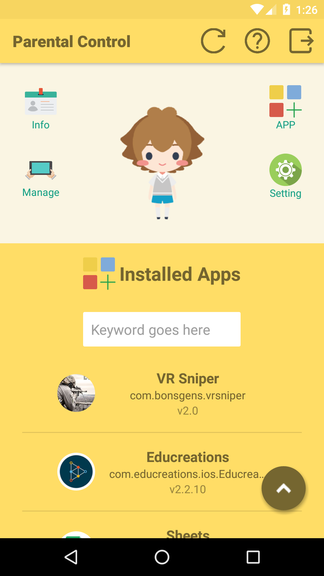 1:26
Parental Control
Info
APP
Manage
Setting
Installed Apps
Keyword goes here
VR Sniper
com.bonsgens.vrsniper
v2.0
Educreations
com.educreations.ios.Educrea..
v2.2.10
Sheets